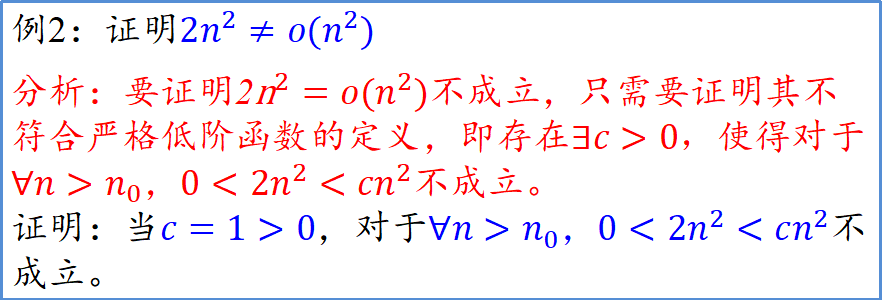 例2：证明2n² ≠ o(n²)
分析：要证明2n² = o(n²)不成立，只需要证明其不
符合严格低阶函数的定义，即存在∃c > 0，使得对于
∀n > n₀，0 < 2n² < cn²不成立。
证明：当c = 1 > 0，对于∀n > n₀，0 < 2n² < cn²不
成立。